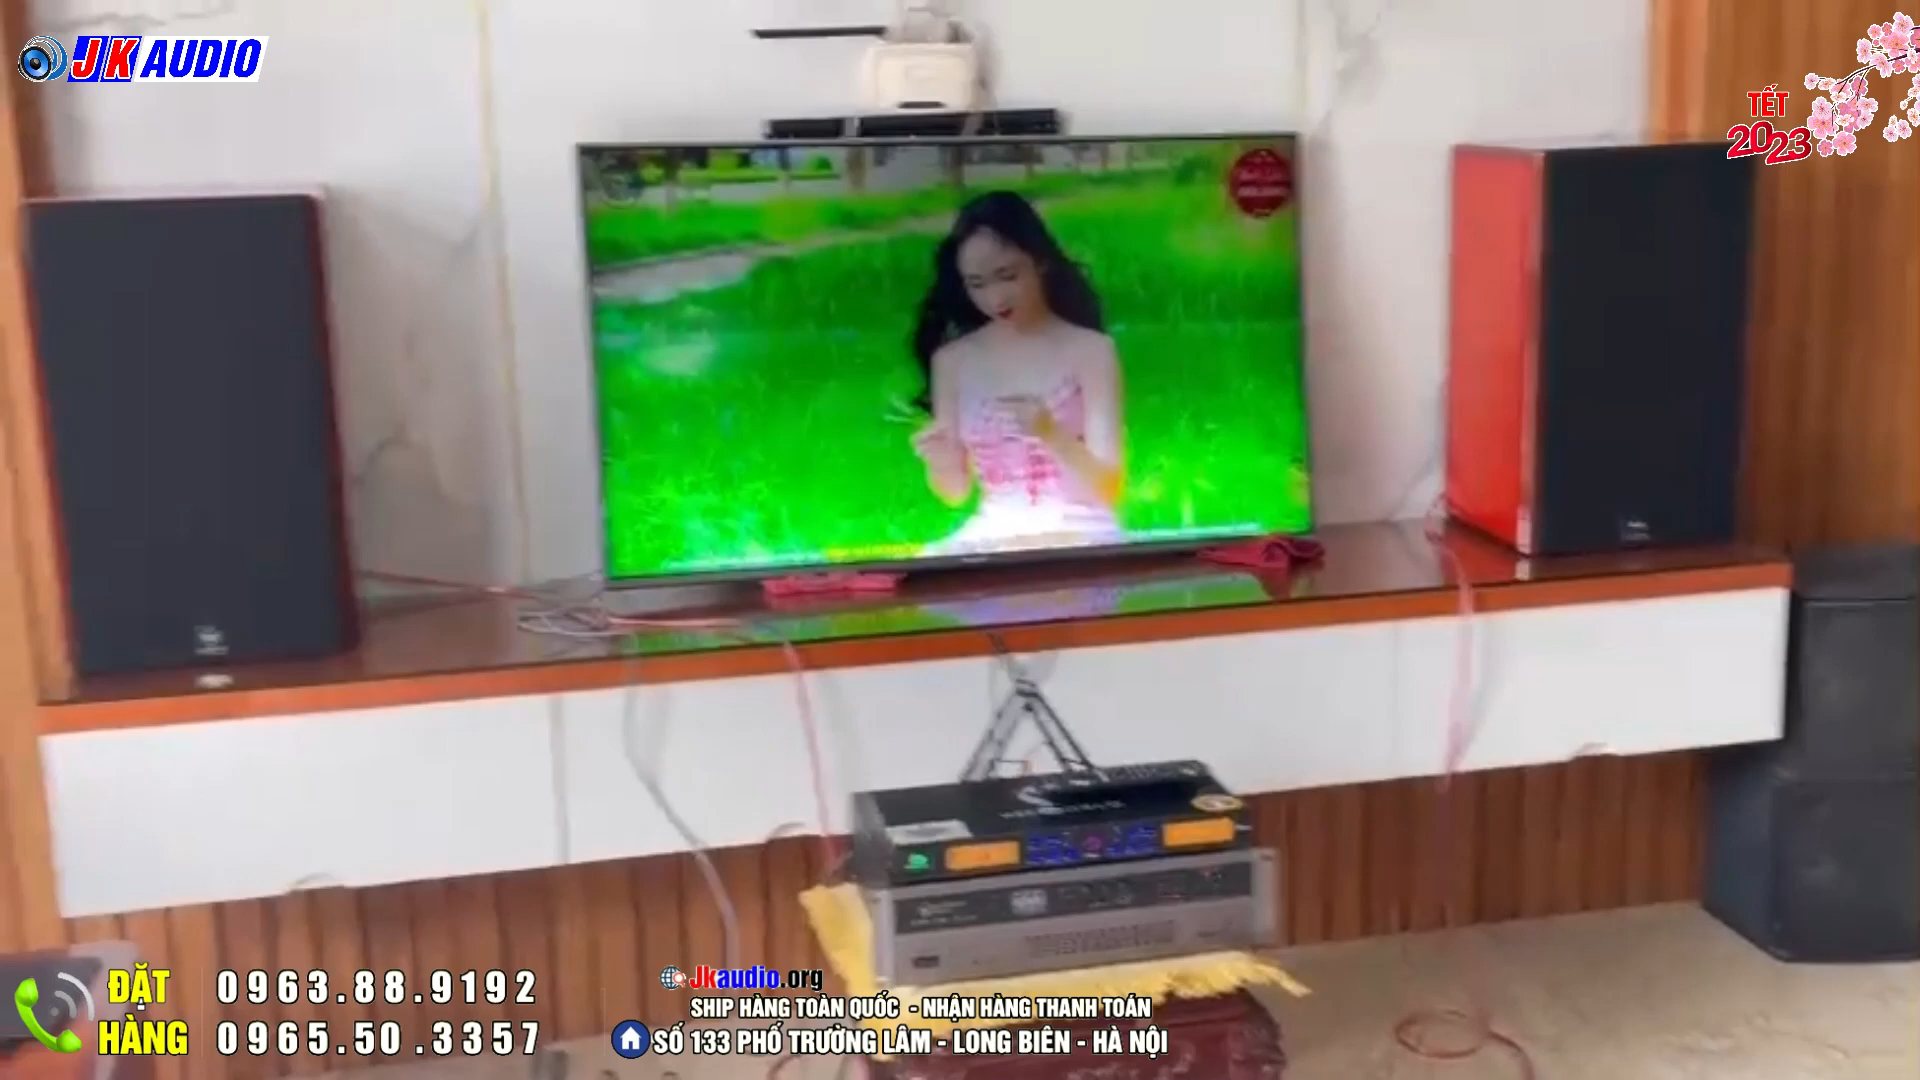 JK AUDIO
TẾT
2023
ĐẶT
HÀNG
0963.88.9192
0965.50.3357
Jkaudio.org
SHIP HÀNG TOÀN QUỐC - NHẬN HÀNG THANH TOÁN
SỐ 133 PHỐ TRƯỜNG LÂM - LONG BIÊN - HÀ NỘI